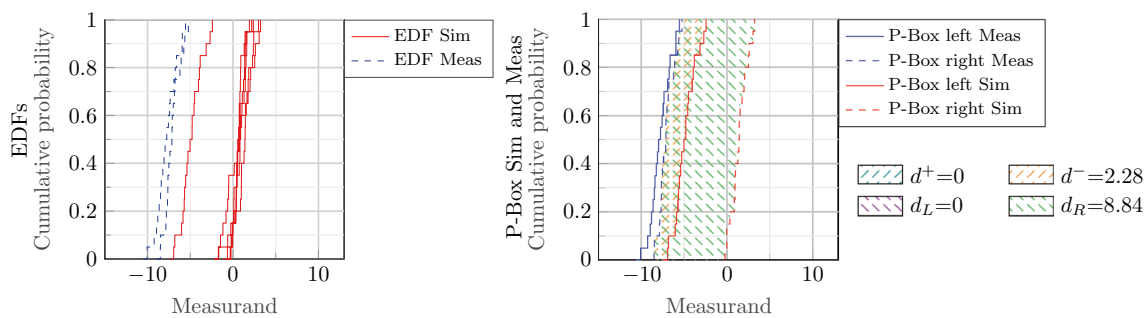 EDFs
Cumulative probability
1
0.8
0.6
0.4
0.2
0
−10
0
10
Measurand
EDF Sim
EDF Meas
P-Box Sim and Meas
Cumulative probability
1
0.8
0.6
0.4
0.2
0
−10
0
10
Measurand
P-Box left Meas
P-Box right Meas
P-Box left Sim
P-Box right Sim
d⁺=0
d⁻=2.28
d_L=0
d_R=8.84